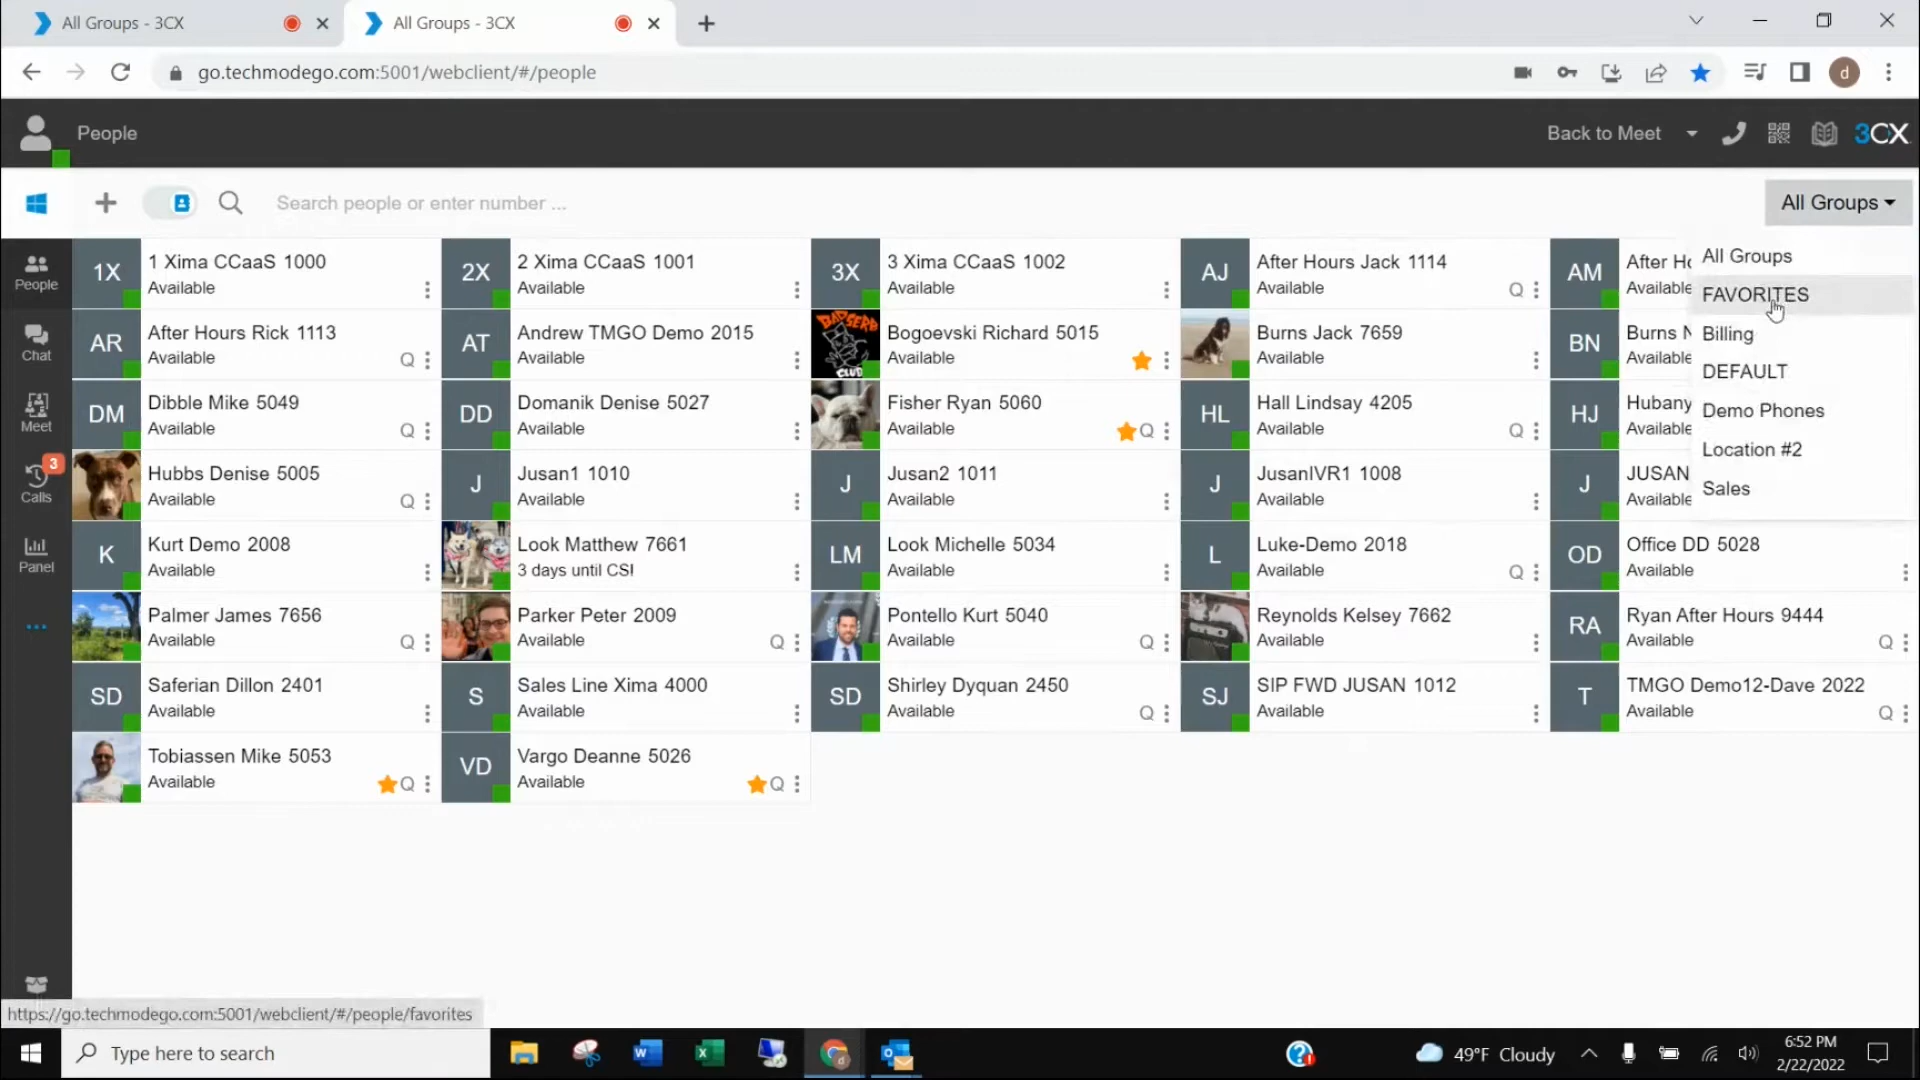 All Groups - 3CX
All Groups - 3CX
go.techmodego.com:5001/webclient/#/people
d
People
Back to Meet
3CX
Search people or enter number ...
All Groups
All Groups
FAVORITES
Billing
DEFAULT
Demo Phones
Location #2
Sales
People
Chat
Meet
3
Calls
Panel
1X
1 Xima CCaaS 1000
Available
2X
2 Xima CCaaS 1001
Available
3X
3 Xima CCaaS 1002
Available
AJ
After Hours Jack 1114
Available
Q
AM
After Ho
Available
AR
After Hours Rick 1113
Available
Q
AT
Andrew TMGO Demo 2015
Available
CLUB
Bogoevski Richard 5015
Available
Burns Jack 7659
Available
BN
Burns N
Available
DM
Dibble Mike 5049
Available
Q
DD
Domanik Denise 5027
Available
Fisher Ryan 5060
Available
Q
HL
Hall Lindsay 4205
Available
Q
HJ
Hubany
Available
Hubbs Denise 5005
Available
Q
J
Jusan1 1010
Available
J
Jusan2 1011
Available
J
JusanIVR1 1008
Available
J
JUSAN
Available
K
Kurt Demo 2008
Available
Look Matthew 7661
3 days until CS!
LM
Look Michelle 5034
Available
L
Luke-Demo 2018
Available
Q
OD
Office DD 5028
Available
Palmer James 7656
Available
Q
Parker Peter 2009
Available
Q
Pontello Kurt 5040
Available
Q
Reynolds Kelsey 7662
Available
RA
Ryan After Hours 9444
Available
Q
SD
Saferian Dillon 2401
Available
S
Sales Line Xima 4000
Available
SD
Shirley Dyquan 2450
Available
Q
SJ
SIP FWD JUSAN 1012
Available
T
TMGO Demo12-Dave 2022
Available
Q
Tobiassen Mike 5053
Available
Q
VD
Vargo Deanne 5026
Available
Q
https://go.techmodego.com:5001/webclient/#/people/favorites
Type here to search
49°F Cloudy
6:52 PM
2/22/2022